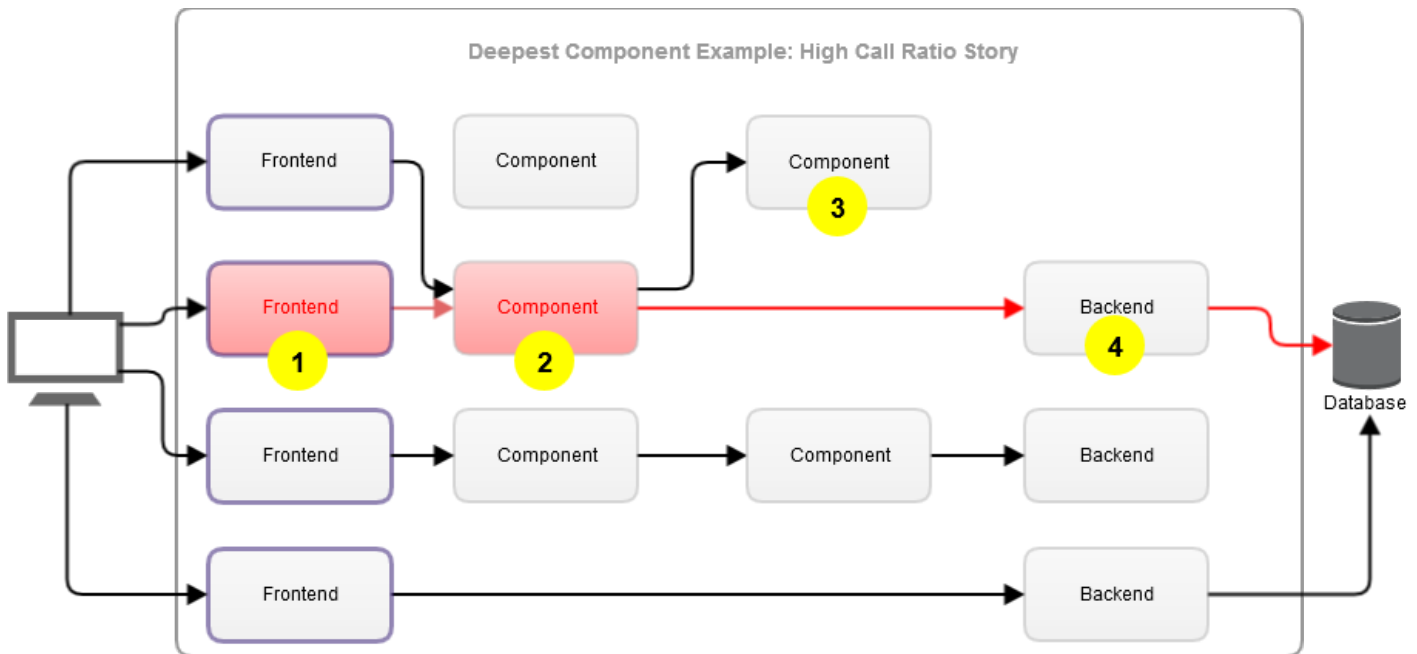 Deepest Component Example: High Call Ratio Story
Frontend
Component
Component
3
Frontend
Component
Backend
1
2
4
Database
Frontend
Component
Component
Backend
Frontend
Backend